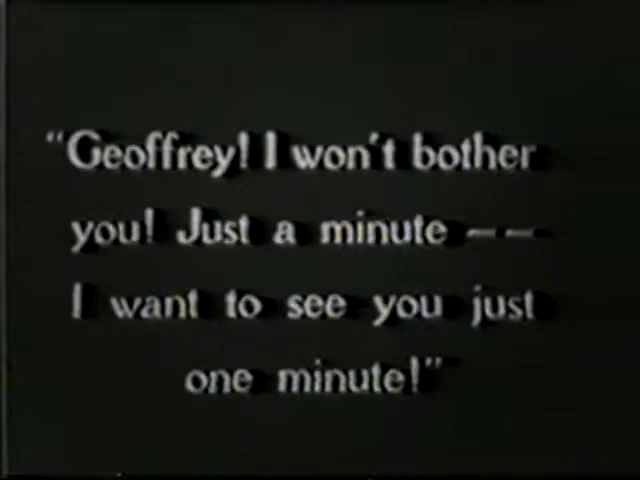 "Geoffrey! I won't bother
you! Just a minute --
I want to see you just
one minute!"